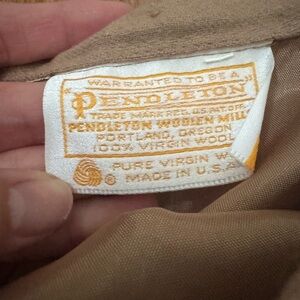 "WARRANTED TO BE A
PENDLETON"
TRADE MARK REG. U.S. PAT. OFF.
PENDLETON WOOLEN MILL
PORTLAND, OREGON
100% VIRGIN WOOL
PURE VIRGIN W
MADE IN U.S.A